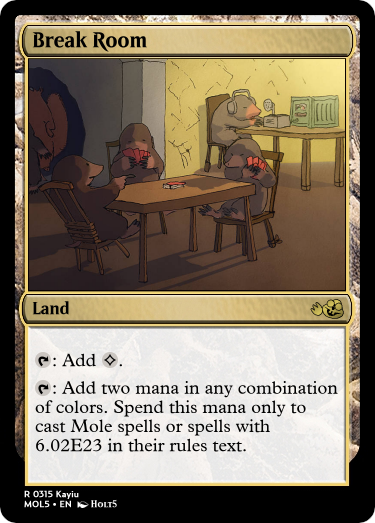 Break Room
Land
: Add .
: Add two mana in any combination
of colors. Spend this mana only to
cast Mole spells or spells with
6.02E23 in their rules text.
R 0315 Kayiu
MOL5 • EN HoltS